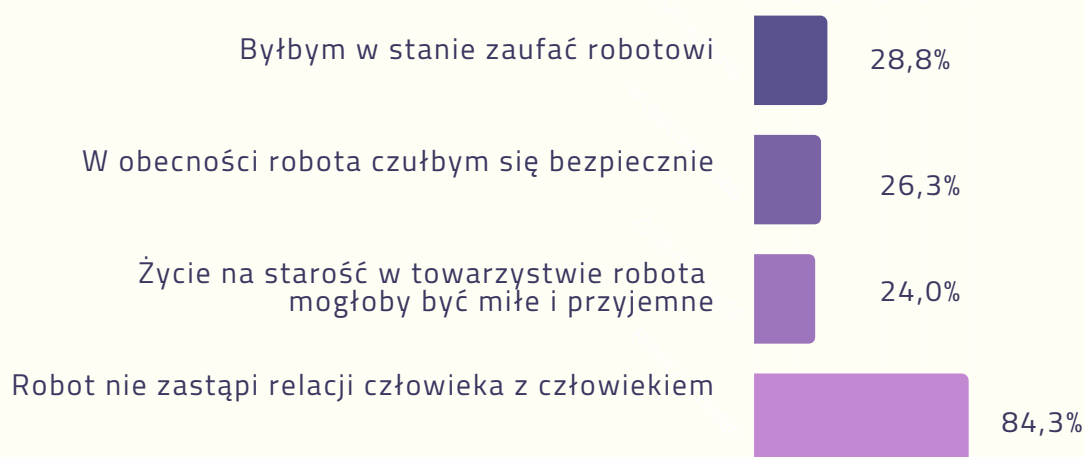 Byłbym w stanie zaufać robotowi
28,8%
W obecności robota czułbym się bezpiecznie
26,3%
Życie na starość w towarzystwie robota
mogłoby być miłe i przyjemne
24,0%
Robot nie zastąpi relacji człowieka z człowiekiem
84,3%